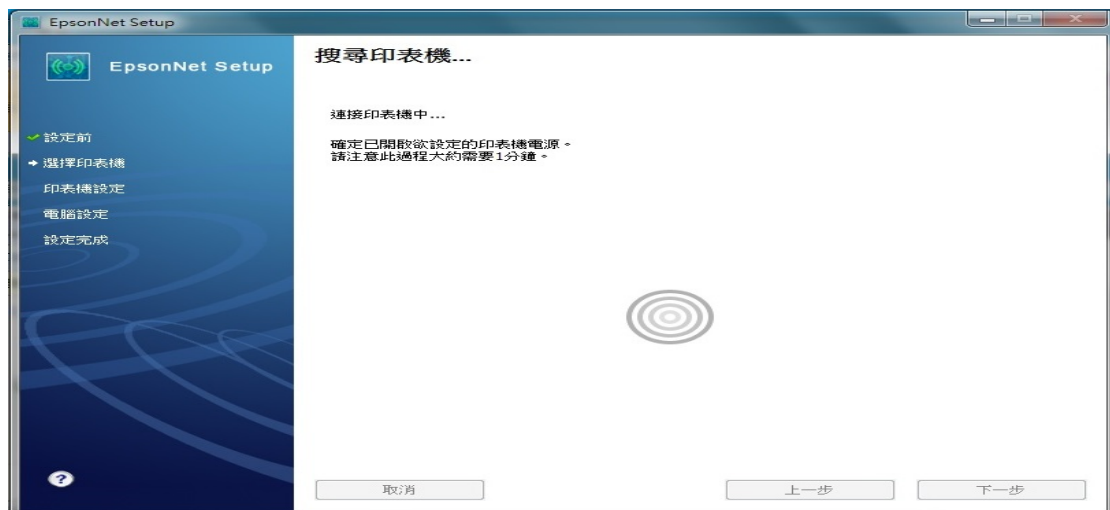 EpsonNet Setup
EpsonNet Setup
設定前
選擇印表機
印表機設定
電腦設定
設定完成
?
搜尋印表機...
連接印表機中...
確定已開啟欲設定的印表機電源。
請注意此過程大約需要1分鐘。
取消
上一步
下一步